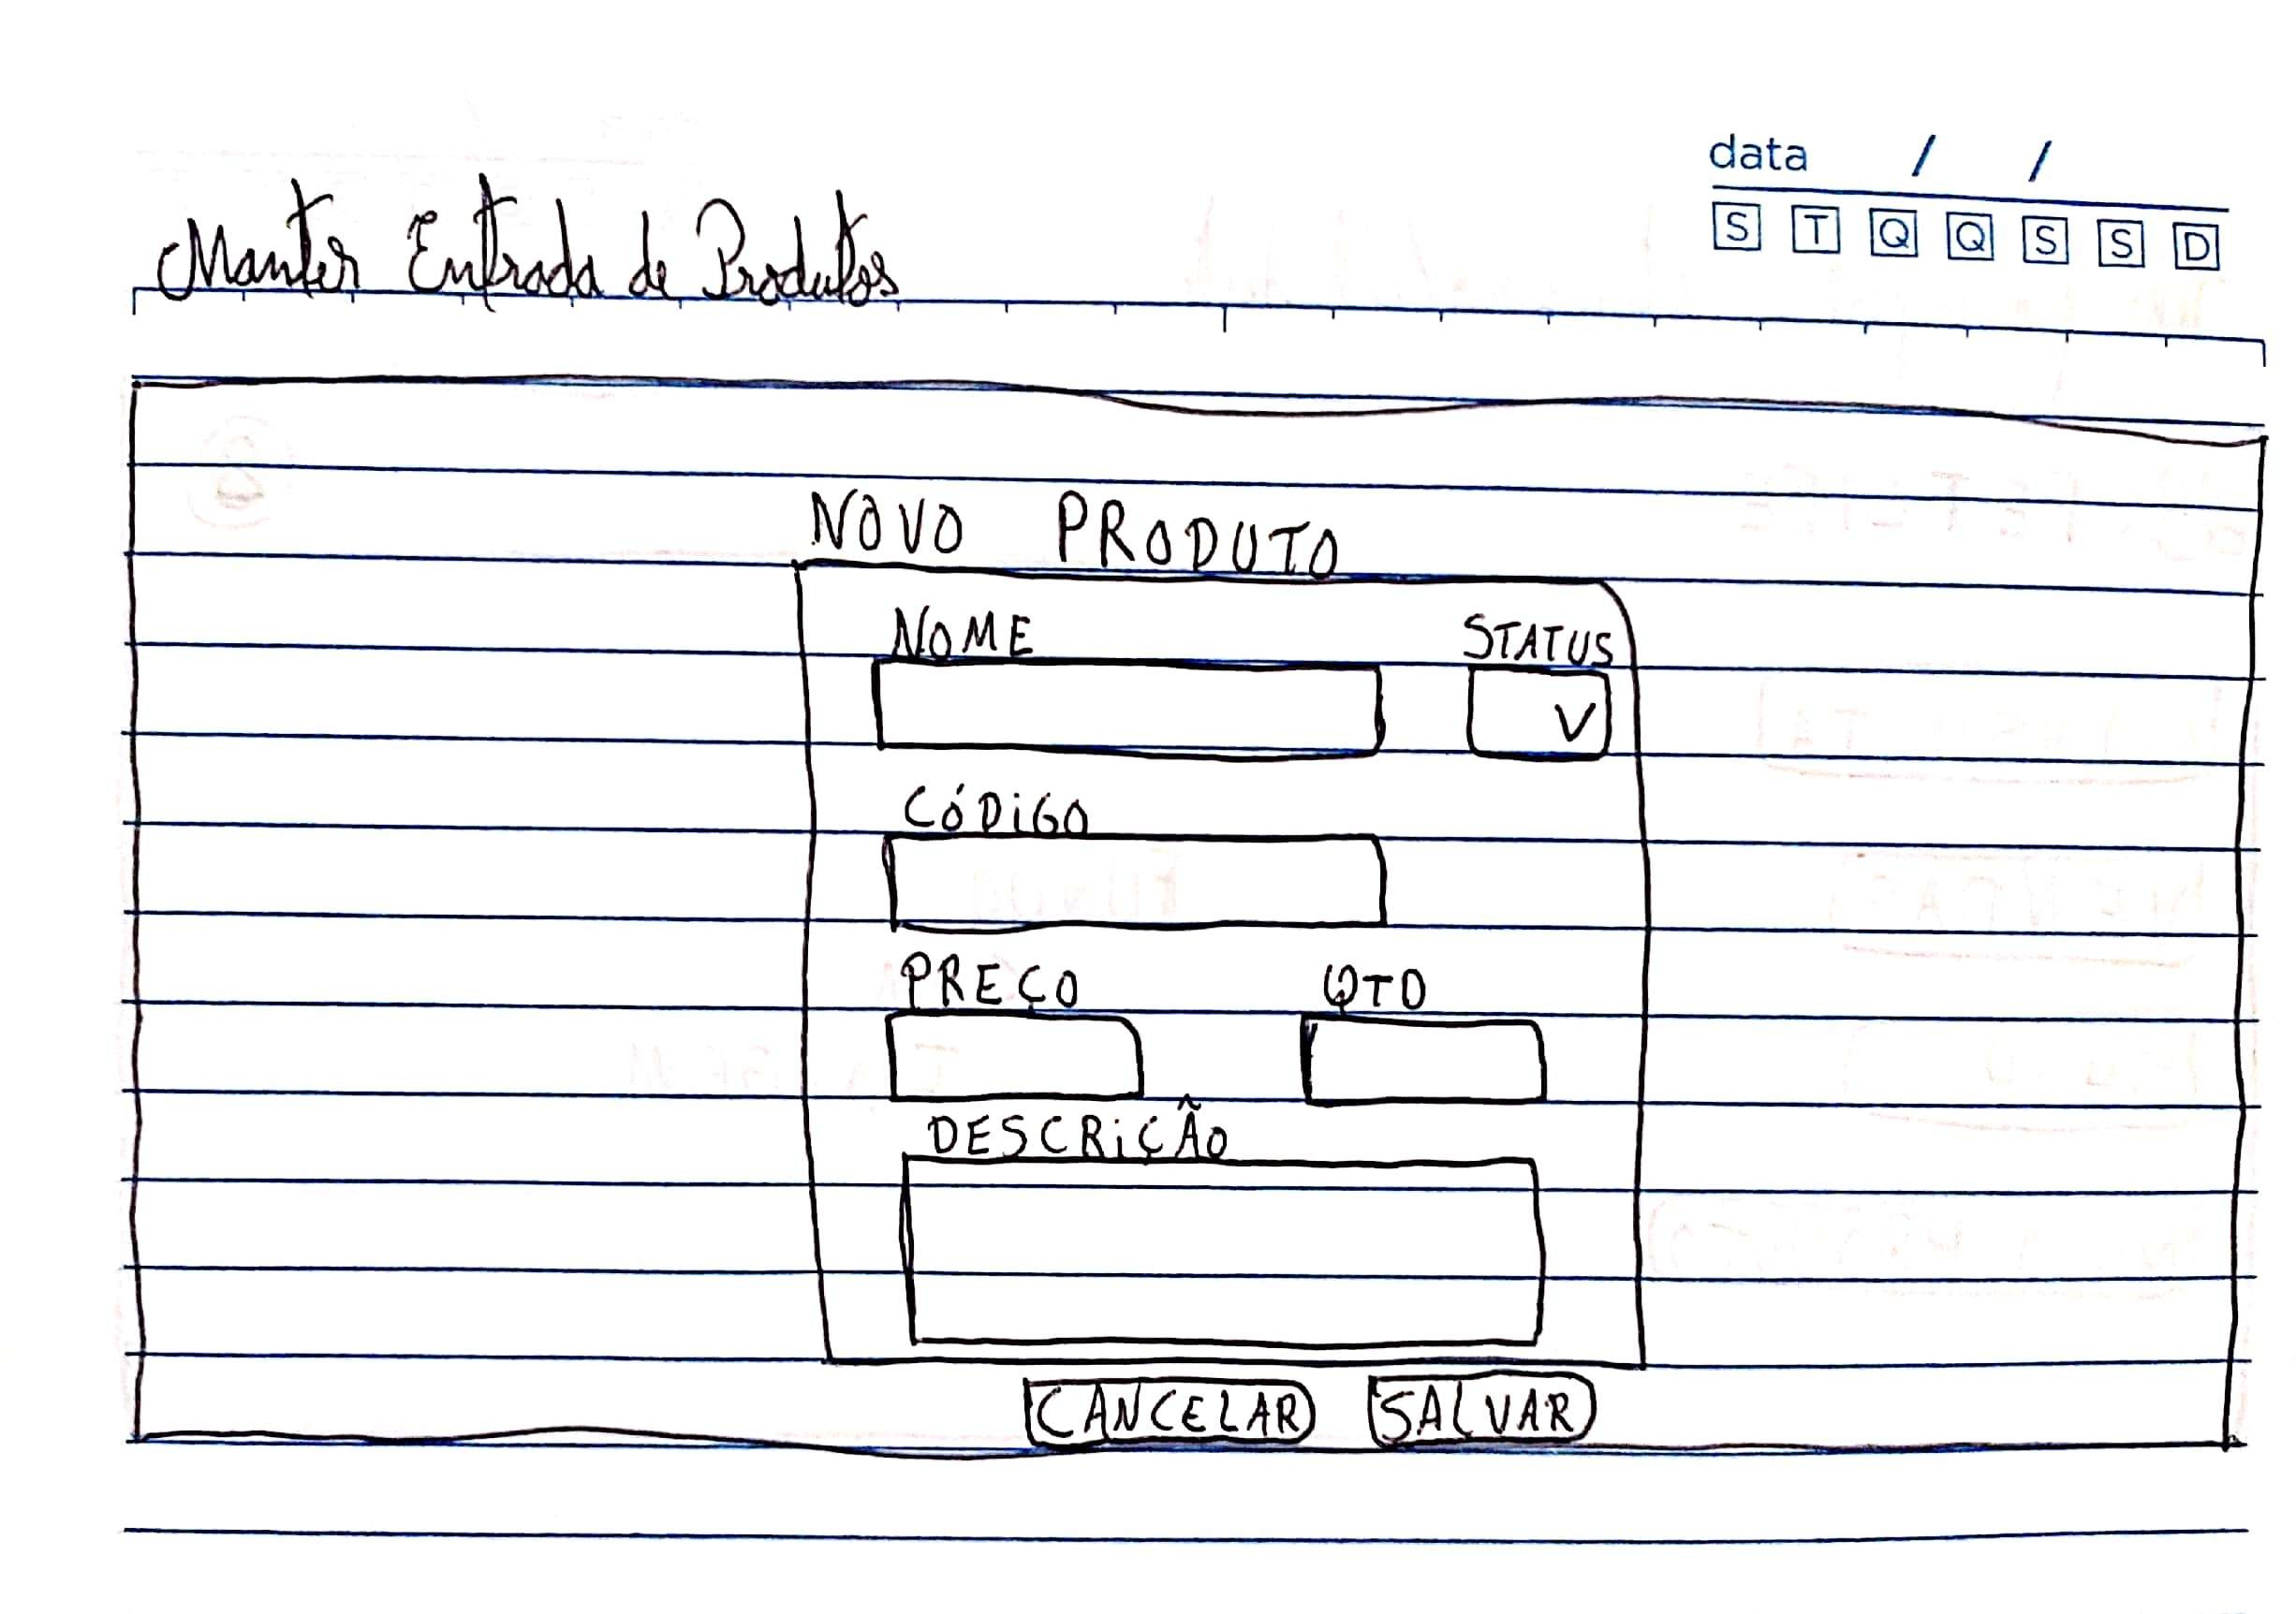 data / /
S T Q Q S S D
Manter Entrada de Produtos
NOVO PRODUTO
NOME STATUS
V
CÓDiGO
PREÇO QTD
DESCRiÇÃO
CANCELAR SALVAR